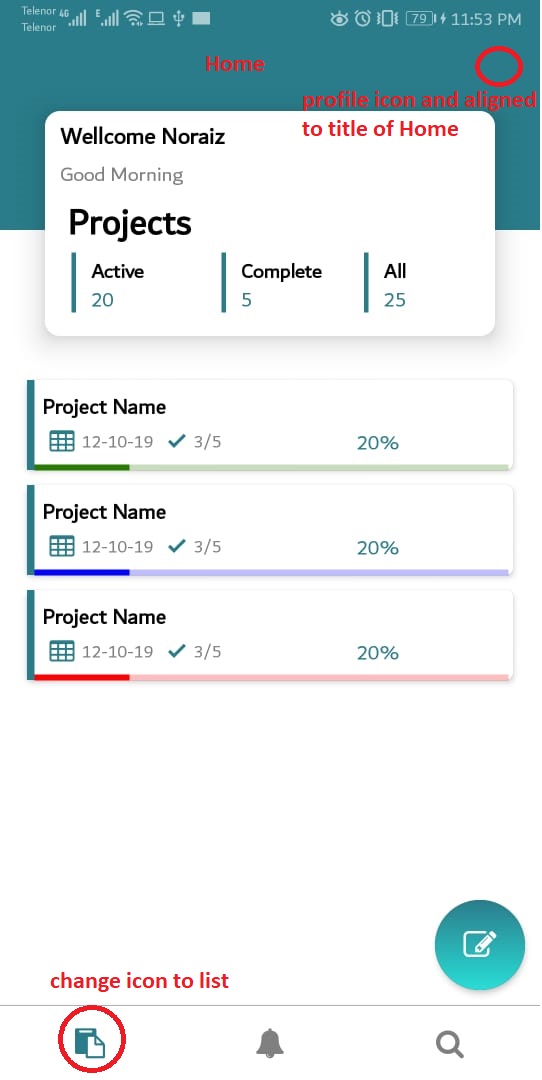 Telenor 4G E 79 11:53 PM
Telenor
Home
profile icon and aligned
to title of Home
Wellcome Noraiz
Good Morning
Projects
Active Complete All
20 5 25
Project Name
12-10-19 3/5 20%
Project Name
12-10-19 3/5 20%
Project Name
12-10-19 3/5 20%
change icon to list